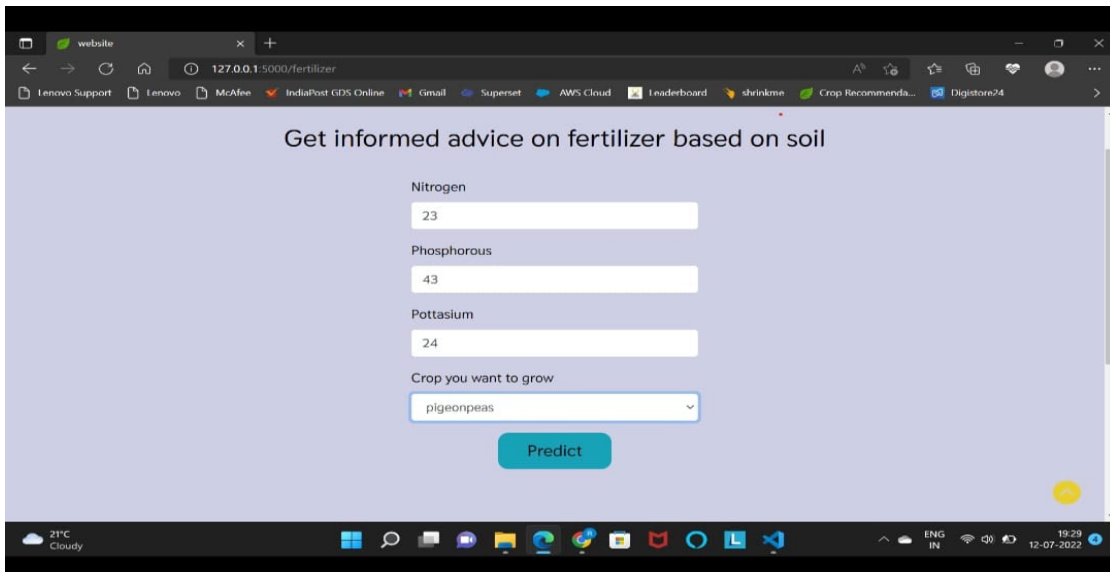 website
127.0.0.1:5000/fertilizer
Lenovo Support Lenovo McAfee IndiaPost GDS Online Gmail Superset AWS Cloud Leaderboard shrinkme Crop Recommenda... Digistore24
Get informed advice on fertilizer based on soil
Nitrogen
23
Phosphorous
43
Pottasium
24
Crop you want to grow
pigeonpeas
Predict
21°C
Cloudy
ENG
IN
19:29
12-07-2022
4